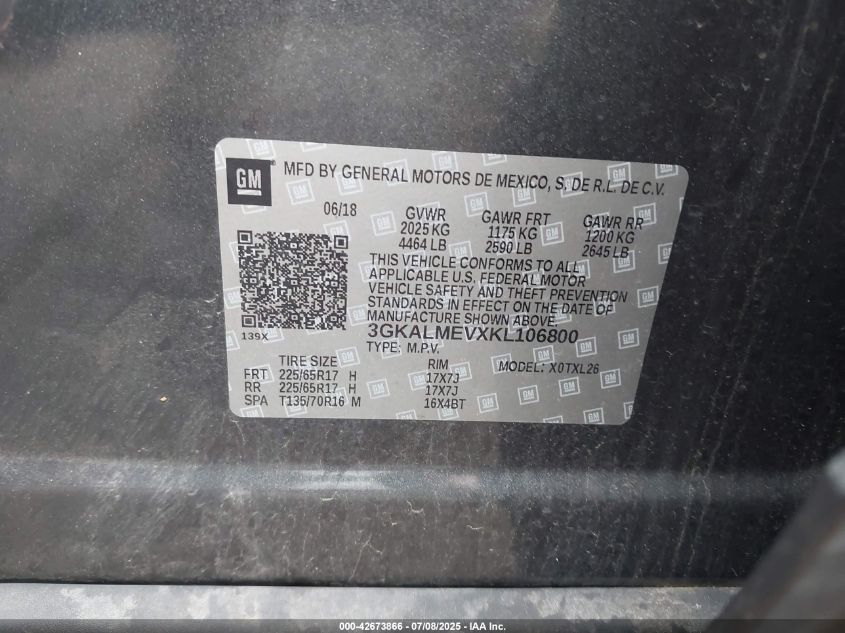 GM
MFD BY GENERAL MOTORS DE MEXICO, S. DE R.L. DE C.V.
06/18 GVWR GAWR FRT GAWR RR
2025 KG 1175 KG 1200 KG
4464 LB 2590 LB 2645 LB
THIS VEHICLE CONFORMS TO ALL
APPLICABLE U.S. FEDERAL MOTOR
VEHICLE SAFETY AND THEFT PREVENTION
STANDARDS IN EFFECT ON THE DATE OF
MANUFACTURE SHOWN ABOVE.
139X
3GKALMEVXKL106800
TYPE: M.P.V.
TIRE SIZE RIM MODEL: X0TXL26
FRT 225/65R17 H 17X7J
RR 225/65R17 H 17X7J
SPA T135/70R16 M 16X4BT
000-42673866 - 07/08/2025 - IAA Inc.